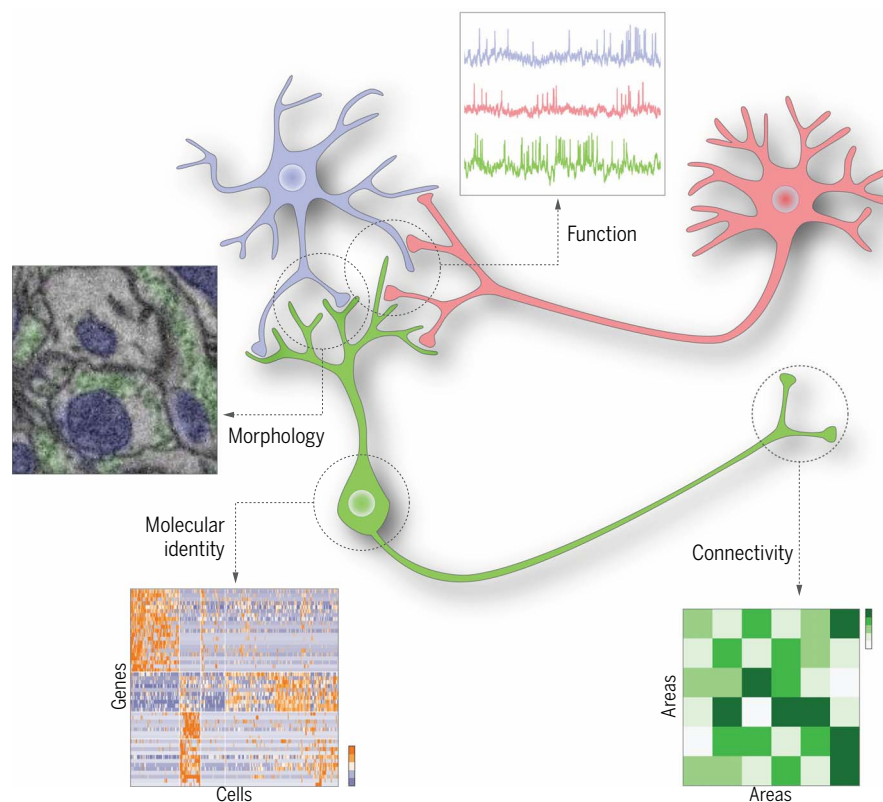 Function
Morphology
Molecular
identity
Connectivity
Genes
Cells
Areas
Areas